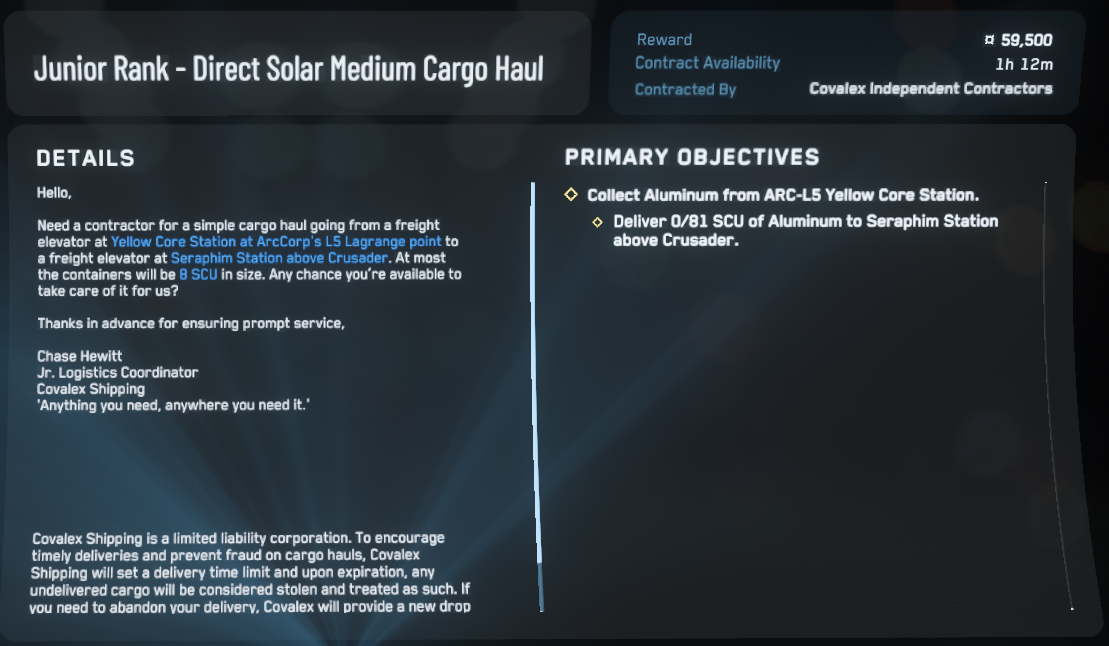 Junior Rank - Direct Solar Medium Cargo Haul
Reward ¤ 59,500
Contract Availability 1h 12m
Contracted By Covalex Independent Contractors
DETAILS
Hello,
Need a contractor for a simple cargo haul going from a freight
elevator at Yellow Core Station at ArcCorp's L5 Lagrange point to
a freight elevator at Seraphim Station above Crusader. At most
the containers will be 8 SCU in size. Any chance you're available to
take care of it for us?
Thanks in advance for ensuring prompt service,
Chase Hewitt
Jr. Logistics Coordinator
Covalex Shipping
'Anything you need, anywhere you need it.'
Covalex Shipping is a limited liability corporation. To encourage
timely deliveries and prevent fraud on cargo hauls, Covalex
Shipping will set a delivery time limit and upon expiration, any
undelivered cargo will be considered stolen and treated as such. If
you need to abandon your delivery, Covalex will provide a new drop
PRIMARY OBJECTIVES
Collect Aluminum from ARC-L5 Yellow Core Station.
Deliver 0/81 SCU of Aluminum to Seraphim Station
above Crusader.